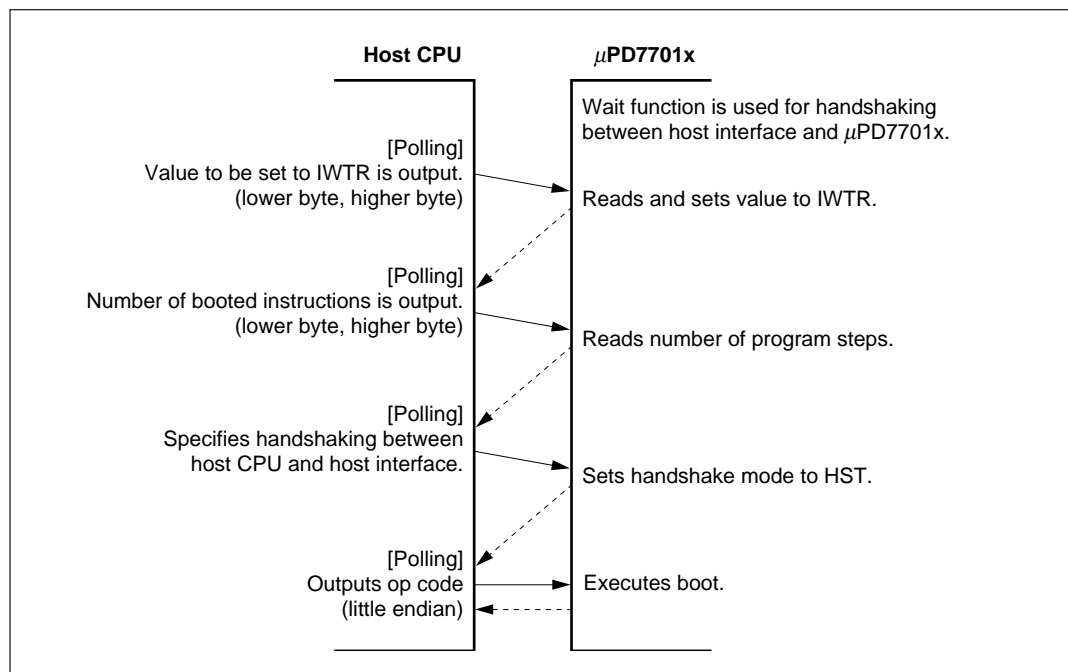 Host CPU
μPD7701x
Wait function is used for handshaking
between host interface and μPD7701x.
[Polling]
Value to be set to IWTR is output.
(lower byte, higher byte)
Reads and sets value to IWTR.
[Polling]
Number of booted instructions is output.
(lower byte, higher byte)
Reads number of program steps.
[Polling]
Specifies handshaking between
host CPU and host interface.
Sets handshake mode to HST.
[Polling]
Outputs op code
(little endian)
Executes boot.